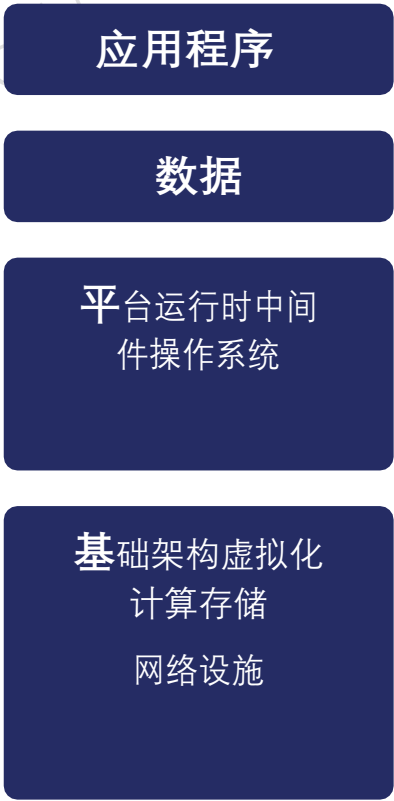 应用程序
数据
平台运行时中间
件操作系统
基础架构虚拟化
计算存储
网络设施